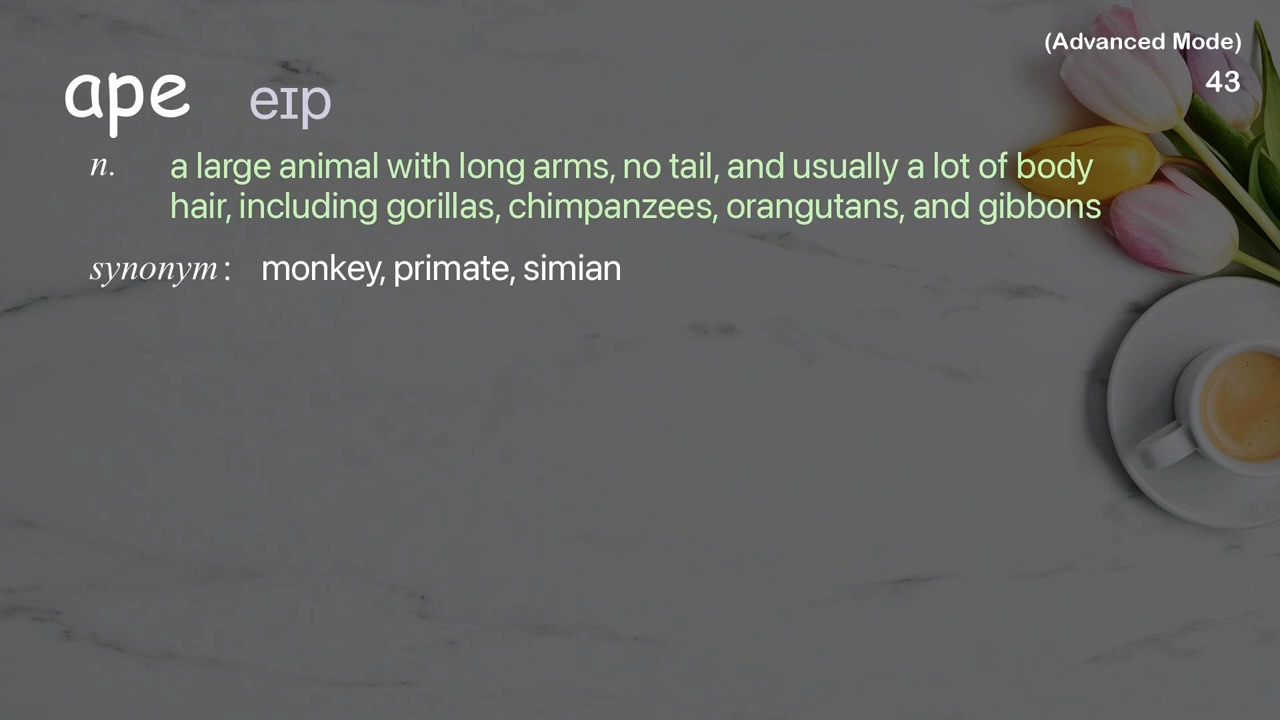 (Advanced Mode)
ape eɪp
43
n. a large animal with long arms, no tail, and usually a lot of body
hair, including gorillas, chimpanzees, orangutans, and gibbons
synonym : monkey, primate, simian